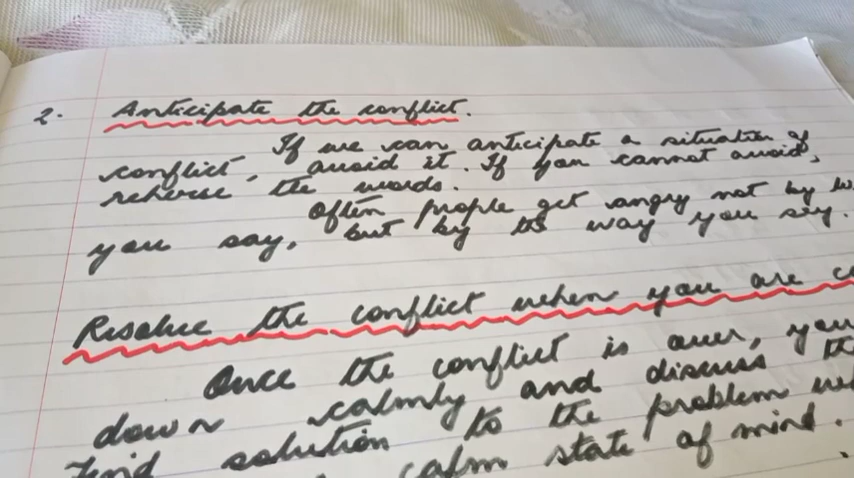 2. Anticipate the conflict.
If we can anticipate a situation of
conflict, avoid it. If you cannot avoid,
reherse the words.
Often people get angry not by
you say, but by its way you say.
Resolve the conflict when you are
Once the conflict is over, you
down calmly and discuss
Find solution to the problem
calm state of mind.